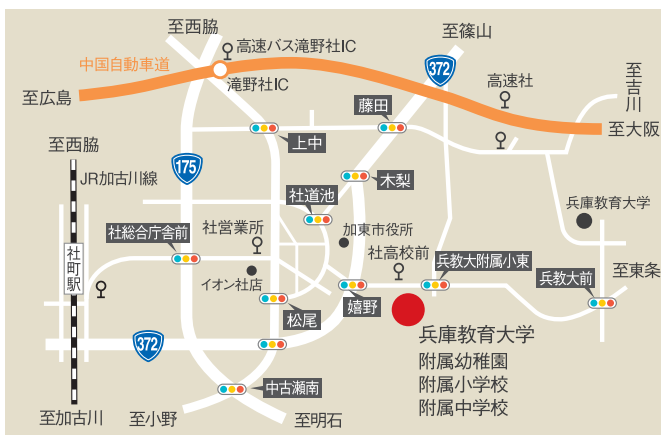 至西脇
高速バス滝野社IC
至篠山
中国自動車道
372
至吉川
滝野社IC
高速社
至広島
藤田
至大阪
至西脇
上中
JR加古川線
175
木梨
社道池
兵庫教育大学
社総合庁舎前
社営業所
加東市役所
社町駅
社高校前
兵教大附属小東
至東条
イオン社店
兵教大前
松尾
嬉野
372
兵庫教育大学
附属幼稚園
附属小学校
附属中学校
中古瀬南
至加古川
至小野
至明石